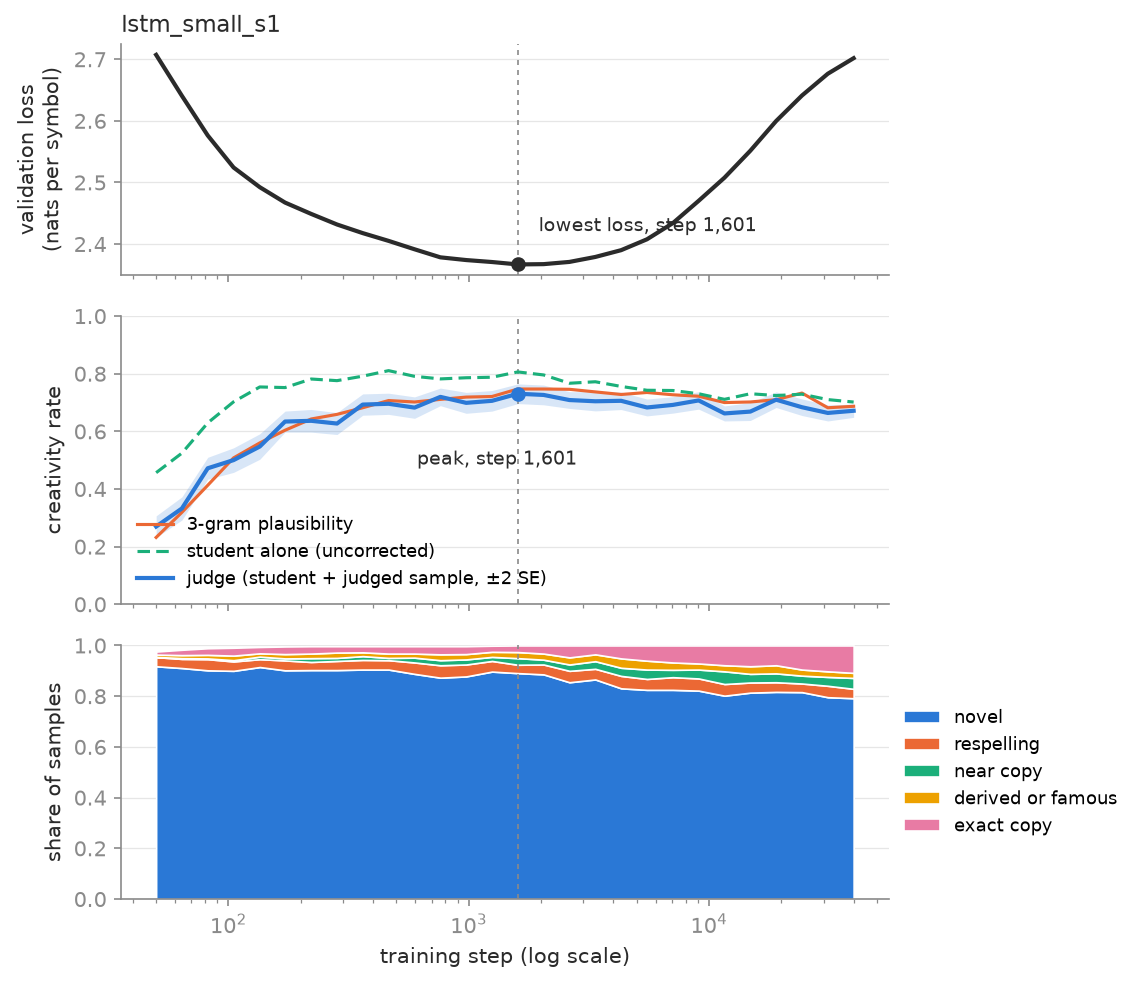 lstm_small_s1
validation loss
(nats per symbol)
2.7
2.6
2.5
2.4
lowest loss, step 1,601
creativity rate
1.0
0.8
0.6
0.4
0.2
0.0
peak, step 1,601
3-gram plausibility
student alone (uncorrected)
judge (student + judged sample, ±2 SE)
share of samples
1.0
0.8
0.6
0.4
0.2
0.0
novel
respelling
near copy
derived or famous
exact copy
10² 10³ 10⁴
training step (log scale)